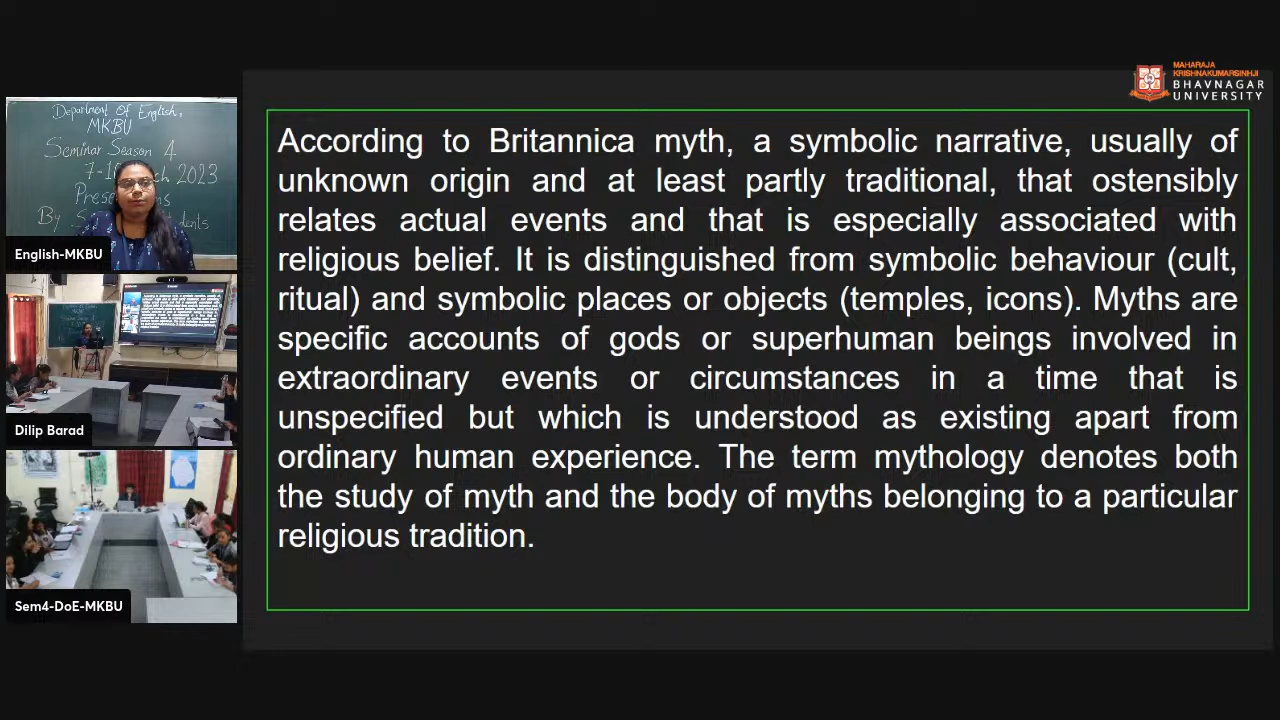 MAHARAJA
KRISHNAKUMARSINHJI
BHAVNAGAR
UNIVERSITY
According to Britannica myth, a symbolic narrative, usually of
unknown origin and at least partly traditional, that ostensibly
relates actual events and that is especially associated with
religious belief. It is distinguished from symbolic behaviour (cult,
ritual) and symbolic places or objects (temples, icons). Myths are
specific accounts of gods or superhuman beings involved in
extraordinary events or circumstances in a time that is
unspecified but which is understood as existing apart from
ordinary human experience. The term mythology denotes both
the study of myth and the body of myths belonging to a particular
religious tradition.
Department Of English,
MKBU
Seminar Season 4
2023
By
English-MKBU
Dilip Barad
Sem4-DoE-MKBU